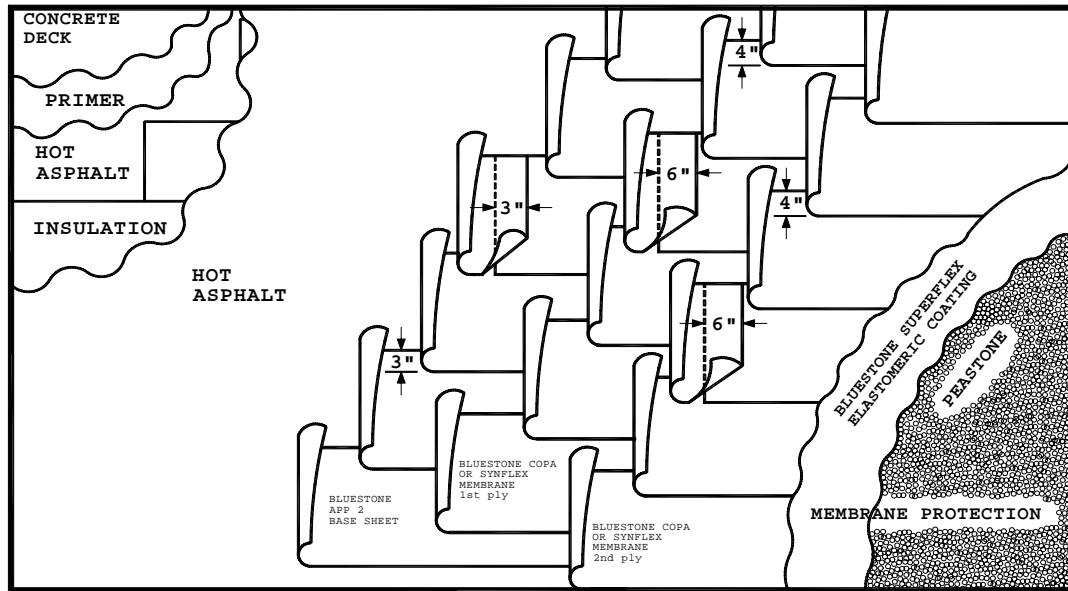 CONCRETE
DECK
PRIMER
HOT
ASPHALT
INSULATION
HOT
ASPHALT
4"
6"
3"
4"
6"
3"
BLUESTONE
APP 2
BASE SHEET
BLUESTONE COPA
OR SYNFLEX
MEMBRANE
1st ply
BLUESTONE COPA
OR SYNFLEX
MEMBRANE
2nd ply
BLUESTONE SUPERFLEX
ELASTOMERIC COATING
PEASTONE
MEMBRANE PROTECTION